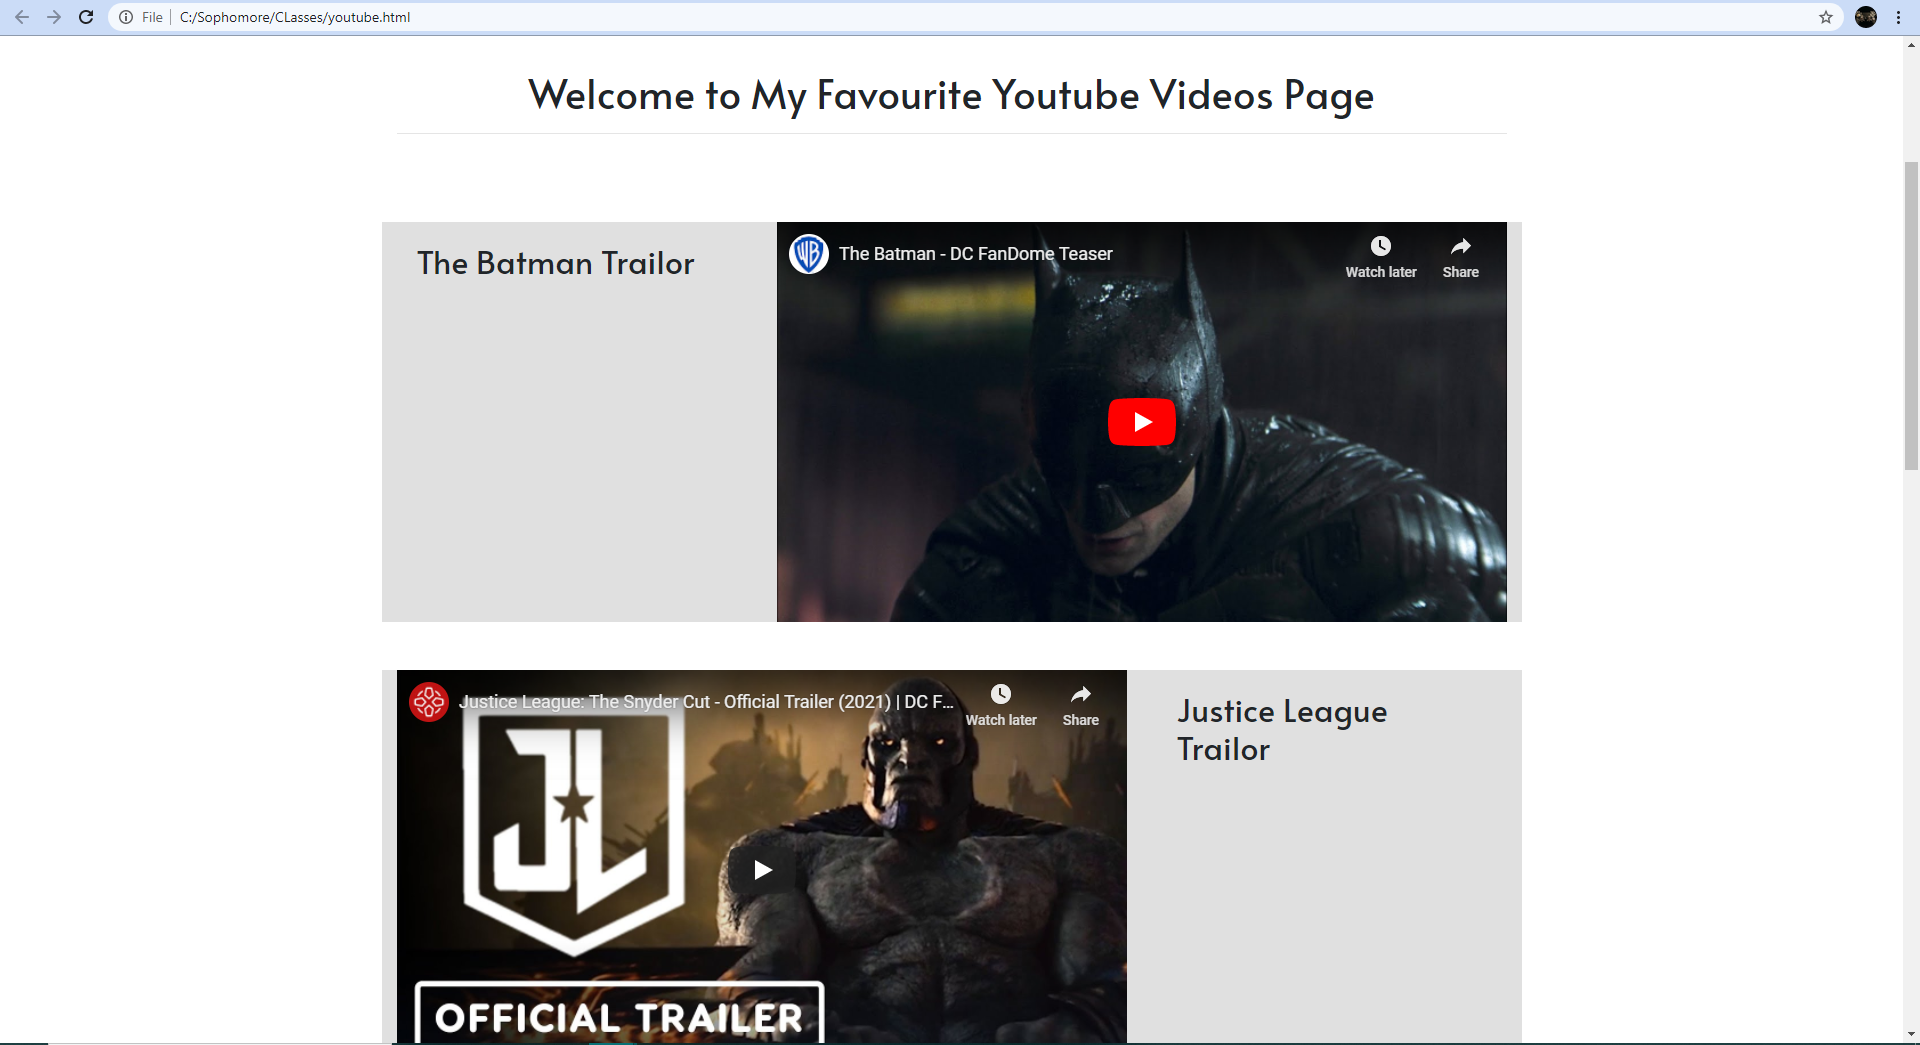 File | C:/Sophomore/CLasses/youtube.html
Welcome to My Favourite Youtube Videos Page
The Batman Trailor
WB
The Batman - DC FanDome Teaser
Watch later
Share
Justice League: The Snyder Cut - Official Trailer (2021) | DC F...
Watch later
Share
JL
OFFICIAL TRAILER
Justice League
Trailor